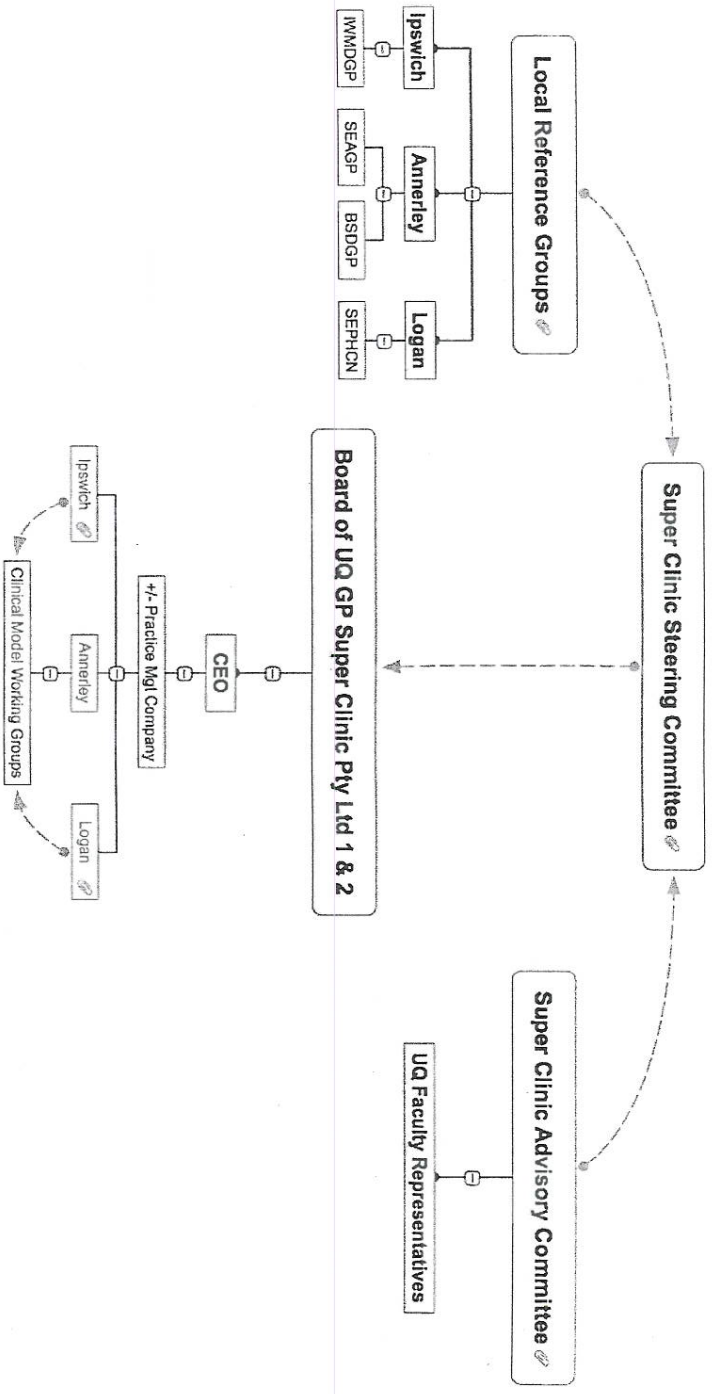 Super Clinic Steering Committee
Local Reference Groups
Super Clinic Advisory Committee
Ipswich
Annerley
Logan
UQ Faculty Representatives
IWMDGP
SEAGP
BSDGP
SEPHCN
Board of UQ GP Super Clinic Pty Ltd 1 & 2
CEO
+/- Practice Mgt Company
Ipswich
Annerley
Logan
Clinical Model Working Groups